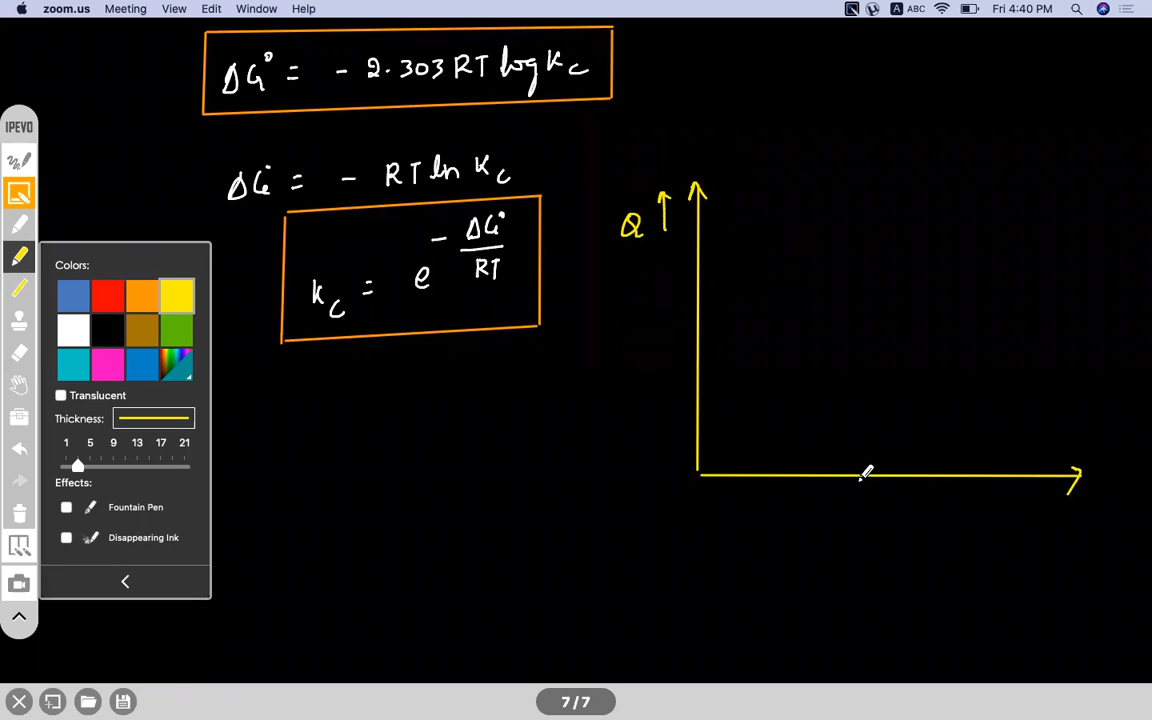 zoom.us Meeting View Edit Window Help A ABC Fri 4:40 PM
ΔG° = - 2.303 RT log Kc
IPEVO
ΔG° = - RT ln Kc
Q ↑
Kc = e^(-ΔG°/RT)
Colors:
Translucent
Thickness:
1 5 9 13 17 21
Effects:
Fountain Pen
Disappearing Ink
7/7